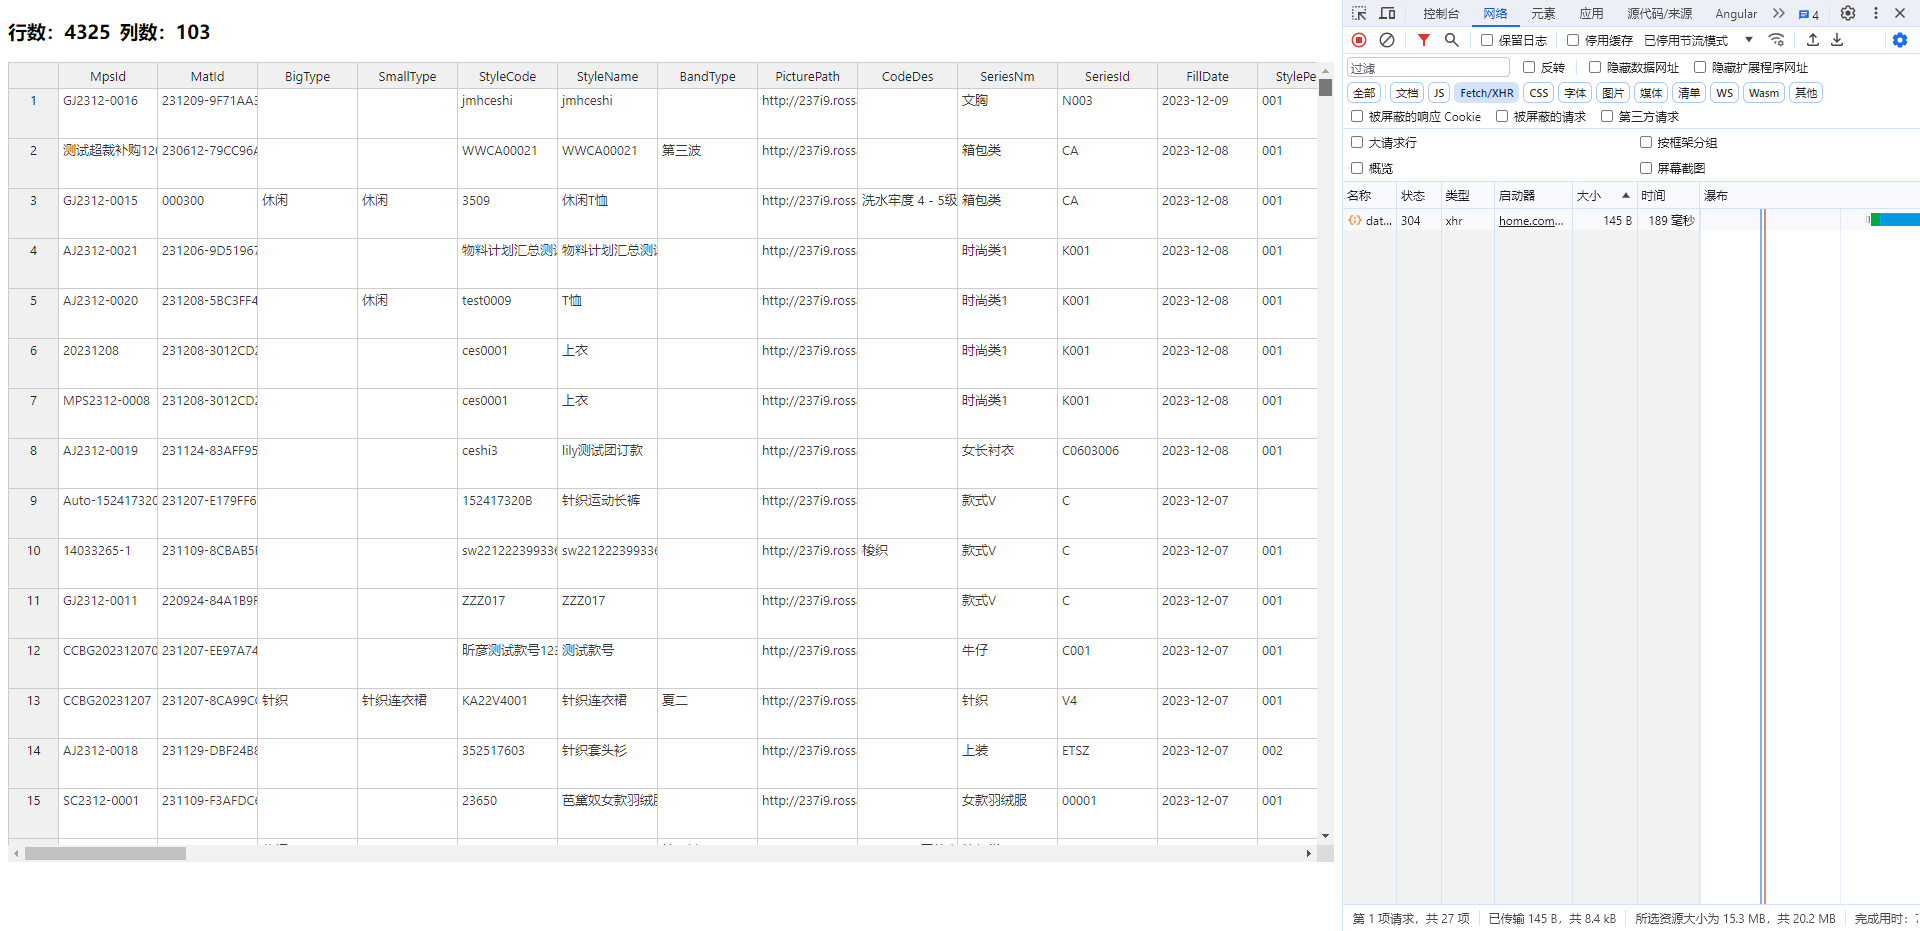 行数：4325 列数：103
MpsId MatId BigType SmallType StyleCode StyleName BandType PicturePath CodeDes SeriesNm SeriesId FillDate StylePe
1 GJ2312-0016 231209-9F71AA3 jmhceshi jmhceshi http://237i9.ross 文胸 N003 2023-12-09 001
2 测试超裁补购120 230612-79CC96A WWCA00021 WWCA00021 第三波 http://237i9.ross 箱包类 CA 2023-12-08 001
3 GJ2312-0015 000300 休闲 休闲 3509 休闲T恤 http://237i9.ross 洗水牢度 4 - 5级 箱包类 CA 2023-12-08 001
4 AJ2312-0021 231206-9D51967 物料计划汇总测试 物料计划汇总测试 http://237i9.ross 时尚类1 K001 2023-12-08 001
5 AJ2312-0020 231208-5BC3FF4 休闲 test0009 T恤 http://237i9.ross 时尚类1 K001 2023-12-08 001
6 20231208 231208-3012CD2 ces0001 上衣 http://237i9.ross 时尚类1 K001 2023-12-08 001
7 MPS2312-0008 231208-3012CD2 ces0001 上衣 http://237i9.ross 时尚类1 K001 2023-12-08 001
8 AJ2312-0019 231124-83AFF95 ceshi3 lily测试团订款 http://237i9.ross 女长衬衣 C0603006 2023-12-08 001
9 Auto-152417320 231207-E179FF6 152417320B 针织运动长裤 http://237i9.ross 款式V C 2023-12-07
10 14033265-1 231109-8CBAB5F sw221222399336 sw221222399336 http://237i9.ross 梭织 款式V C 2023-12-07 001
11 GJ2312-0011 220924-84A1B9F ZZZ017 ZZZ017 http://237i9.ross 款式V C 2023-12-07 001
12 CCBG202312070 231207-EE97A74 昕彦测试款号123 测试款号 http://237i9.ross 牛仔 C001 2023-12-07 001
13 CCBG20231207 231207-8CA99C0 针织 针织连衣裙 KA22V4001 针织连衣裙 夏二 http://237i9.ross 针织 V4 2023-12-07 001
14 AJ2312-0018 231129-DBF24B8 352517603 针织套头衫 http://237i9.ross 上装 ETSZ 2023-12-07 002
15 SC2312-0001 231109-F3AFDC6 23650 芭黛奴女款羽绒服 http://237i9.ross 女款羽绒服 00001 2023-12-07 001
控制台 网络 元素 应用 源代码/来源 Angular 4
保留日志 停用缓存 已停用节流模式
过滤 反转 隐藏数据网址 隐藏扩展程序网址
全部 文档 JS Fetch/XHR CSS 字体 图片 媒体 清单 WS Wasm 其他
被屏蔽的响应 Cookie 被屏蔽的请求 第三方请求
大请求行 按框架分组
概览 屏幕截图
名称 状态 类型 启动器 大小 时间 瀑布
dat... 304 xhr home.com... 145 B 189 毫秒
第 1 项请求，共 27 项 已传输 145 B，共 8.4 kB 所选资源大小为 15.3 MB，共 20.2 MB 完成用时：